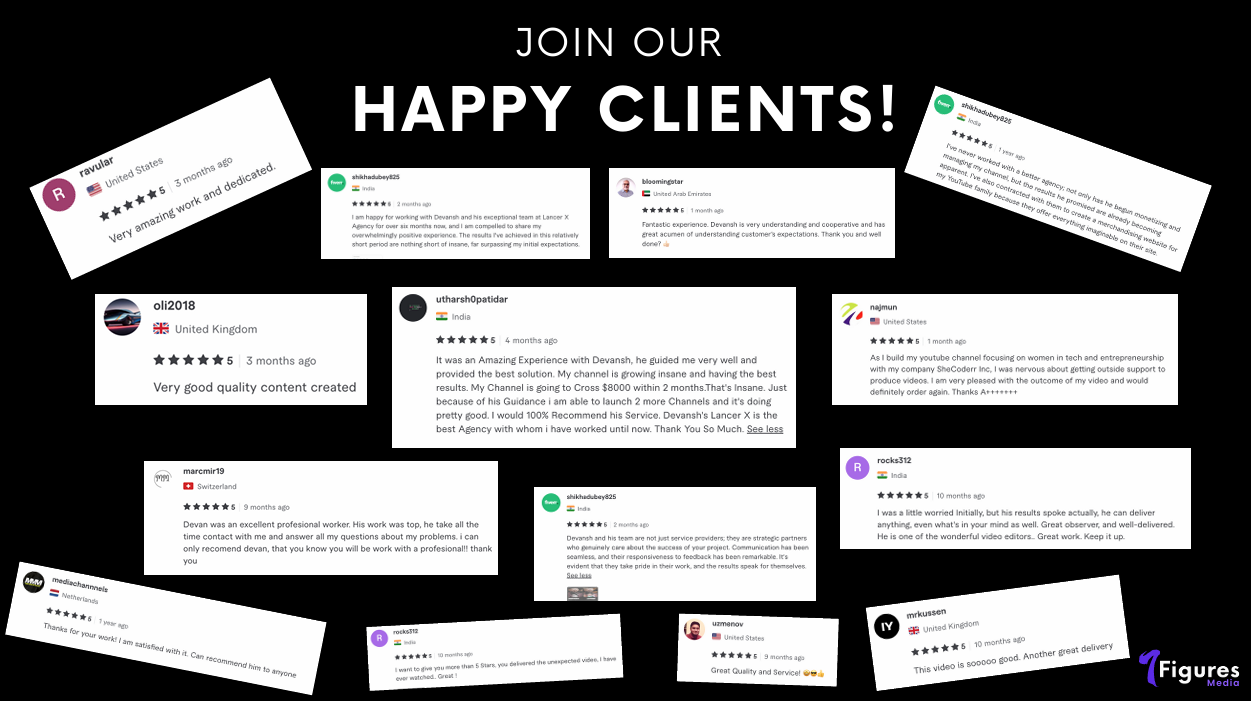 JOIN OUR
HAPPY CLIENTS!
R
ravular
United States
5 | 3 months ago
Very amazing work and dedicated.
fiverr
shikhadubey825
India
5 | 2 months ago
I am happy for working with Devansh and his exceptional team at Lancer X
Agency for over six months now, and I am compelled to share my
overwhelmingly positive experience. The results I've achieved in this relatively
short period are nothing short of insane, far surpassing my initial expectations.
bloomingstar
United Arab Emirates
5 | 1 month ago
Fantastic experience. Devansh is very understanding and cooperative and has
great acumen of understanding customer's expectations. Thank you and well
done? 👍
fiverr
shikhadubey825
India
5 | 1 year ago
I've never worked with a better agency; not only has he begun monetizing and
managing my channel, but the results he promised are already becoming
apparent. I've also contracted with them to create a merchandising website for
my YouTube family because they offer everything imaginable on their site.
oli2018
United Kingdom
5 | 3 months ago
Very good quality content created
utharsh0patidar
India
5 | 4 months ago
It was an Amazing Experience with Devansh, he guided me very well and
provided the best solution. My channel is growing insane and having the best
results. My Channel is going to Cross $8000 within 2 months.That's Insane. Just
because of his Guidance i am able to launch 2 more Channels and it's doing
pretty good. I would 100% Recommend his Service. Devansh's Lancer X is the
best Agency with whom i have worked until now. Thank You So Much. See less
najmun
United States
5 | 1 month ago
As I build my youtube channel focusing on women in tech and entrepreneurship
with my company SheCoderr Inc, I was nervous about getting outside support to
produce videos. I am very pleased with the outcome of my video and would
definitely order again. Thanks A+++++++
marcmir19
Switzerland
5 | 9 months ago
Devan was an excellent profesional worker. His work was top, he take all the
time contact with me and answer all my questions about my problems. i can
only recomend devan, that you know you will be work with a profesional!! thank
you
fiverr
shikhadubey825
India
5 | 2 months ago
Devansh and his team are not just service providers; they are strategic partners
who genuinely care about the success of your project. Communication has been
seamless, and their responsiveness to feedback has been remarkable. It's
evident that they take pride in their work, and the results speak for themselves.
See less
R
rocks312
India
5 | 10 months ago
I was a little worried Initially, but his results spoke actually, he can deliver
anything, even what's in your mind as well. Great observer, and well-delivered.
He is one of the wonderful video editors.. Great work. Keep it up.
mediachannnels
Netherlands
5 | 1 year ago
Thanks for your work! I am satisfied with it. Can recommend him to anyone
R
rocks312
India
5 | 10 months ago
I want to give you more than 5 Stars, you delivered the unexpected video, I have
ever watched.. Great !
uzmenov
United States
5 | 9 months ago
Great Quality and Service! 😍😎👍
IY
mrkussen
United Kingdom
5 | 10 months ago
This video is sooooo good. Another great delivery
7Figures
Media